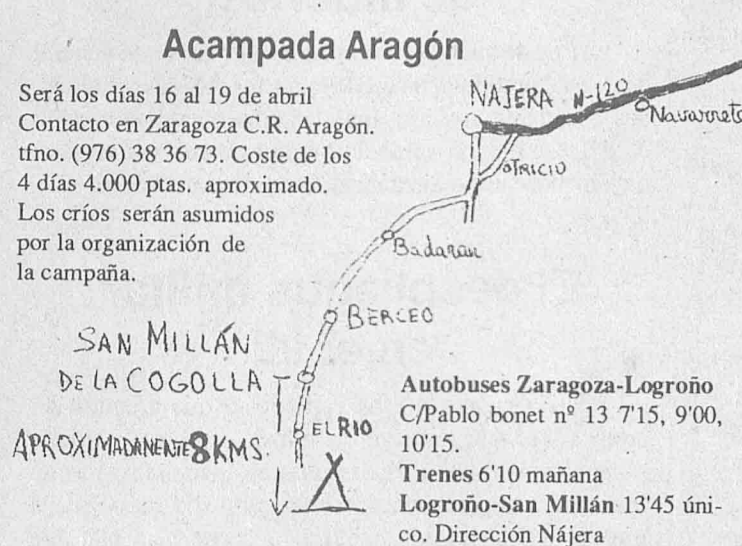 Acampada Aragón
Será los días 16 al 19 de abril
Contacto en Zaragoza C.R. Aragón.
tfno. (976) 38 36 73. Coste de los
4 días 4.000 ptas. aproximado.
Los críos serán asumidos
por la organización de
la campaña.
NAJERA N-120
Navarrete
TRICIO
Badaran
BERCEO
SAN MILLÁN
DE LA COGOLLA
EL RIO
APROXIMADANENTE 8 KMS.
Autobuses Zaragoza-Logroño
C/Pablo bonet nº 13 7'15, 9'00,
10'15.
Trenes 6'10 mañana
Logroño-San Millán 13'45 úni-
co. Dirección Nájera